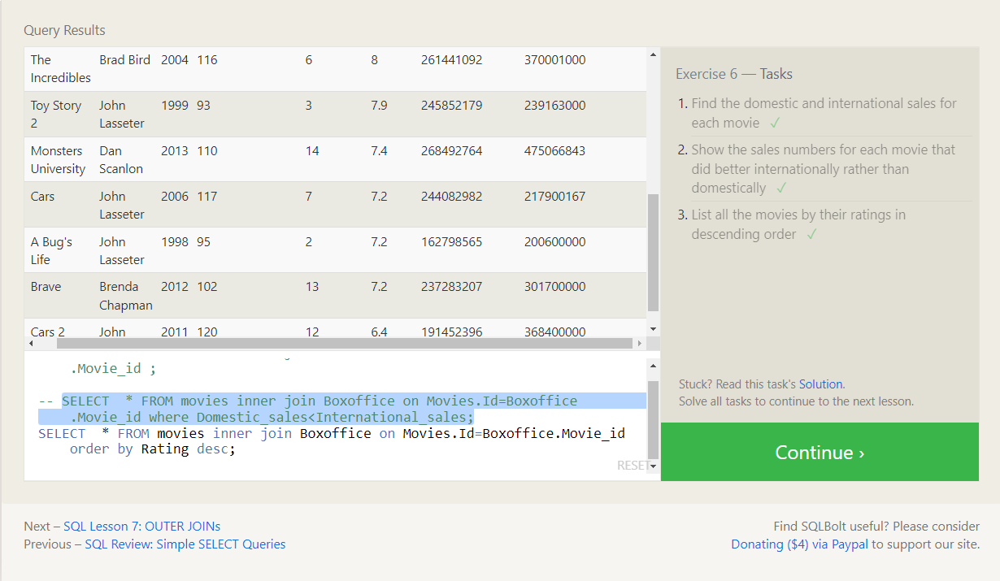 Query Results
The Incredibles Brad Bird 2004 116 6 8 261441092 370001000
Toy Story 2 John Lasseter 1999 93 3 7.9 245852179 239163000
Monsters University Dan Scanlon 2013 110 14 7.4 268492764 475066843
Cars John Lasseter 2006 117 7 7.2 244082982 217900167
A Bug's Life John Lasseter 1998 95 2 7.2 162798565 200600000
Brave Brenda Chapman 2012 102 13 7.2 237283207 301700000
Cars 2 John 2011 120 12 6.4 191452396 368400000
.Movie_id ;
-- SELECT * FROM movies inner join Boxoffice on Movies.Id=Boxoffice
.Movie_id where Domestic_sales<International_sales;
SELECT * FROM movies inner join Boxoffice on Movies.Id=Boxoffice.Movie_id
order by Rating desc;
RESET
Exercise 6 — Tasks
1. Find the domestic and international sales for
each movie ✓
2. Show the sales numbers for each movie that
did better internationally rather than
domestically ✓
3. List all the movies by their ratings in
descending order ✓
Stuck? Read this task's Solution.
Solve all tasks to continue to the next lesson.
Continue ›
Next – SQL Lesson 7: OUTER JOINs
Previous – SQL Review: Simple SELECT Queries
Find SQLBolt useful? Please consider
Donating ($4) via Paypal to support our site.